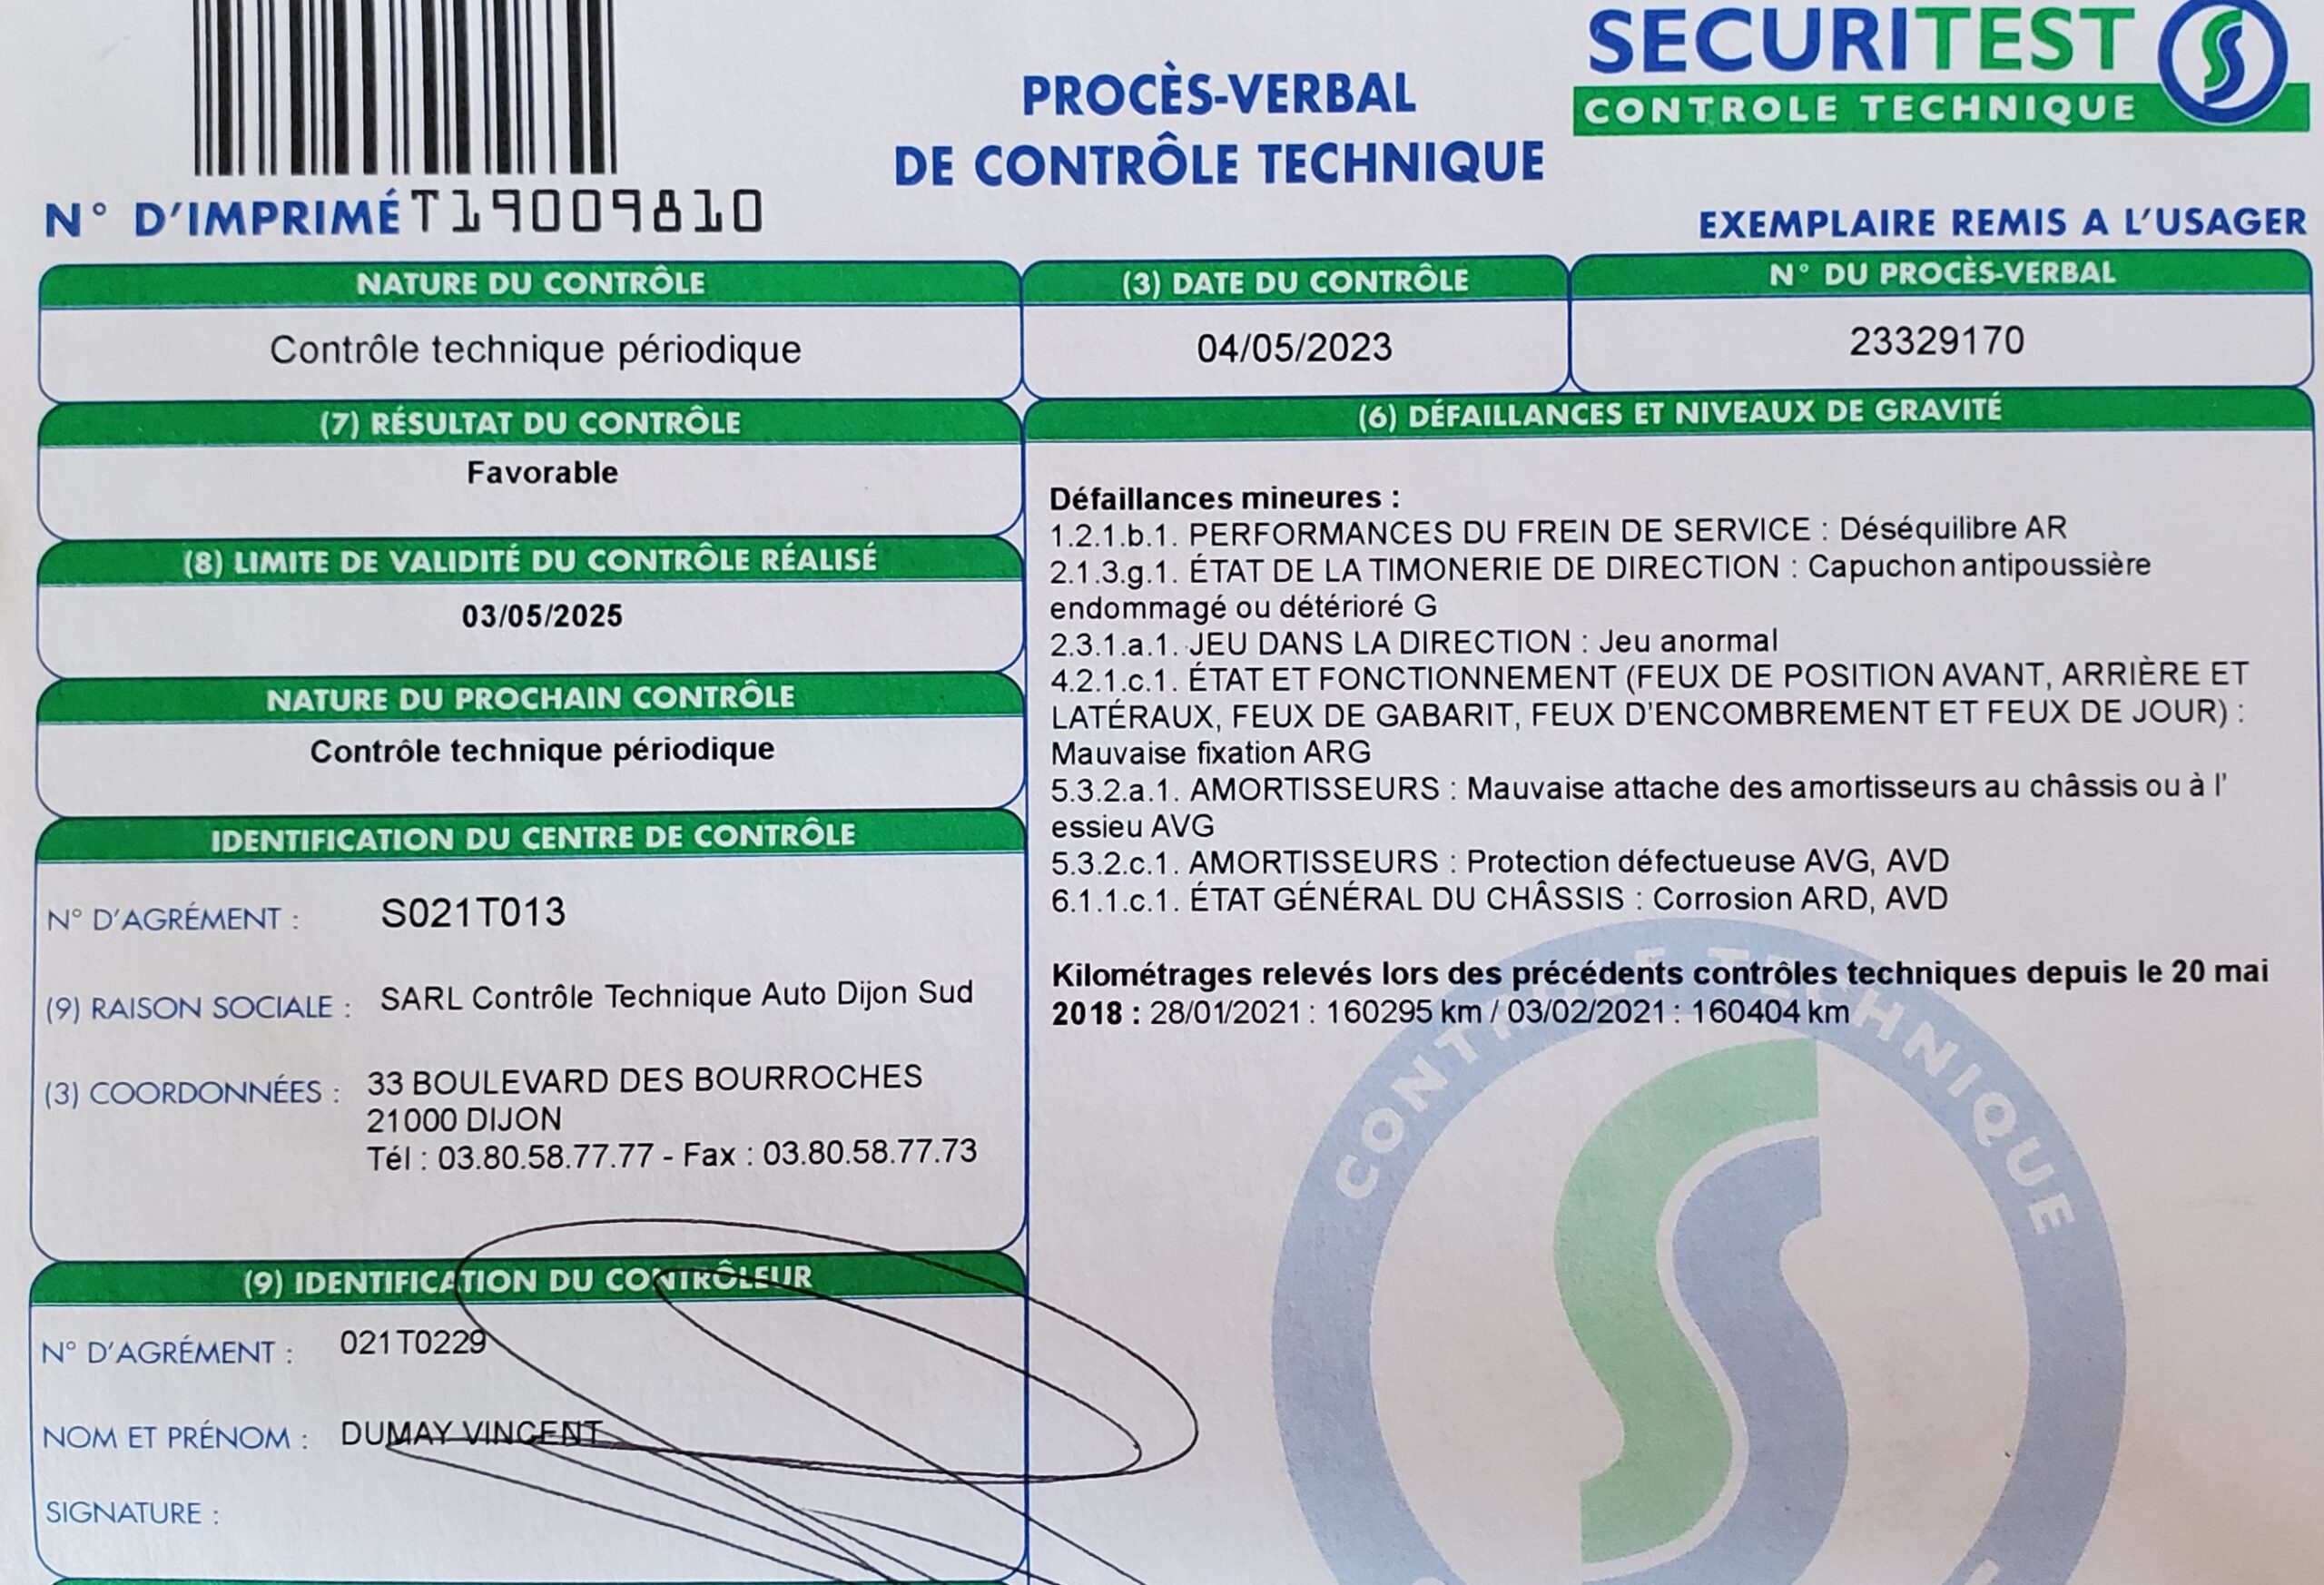 SECURITEST
CONTROLE TECHNIQUE
PROCÈS-VERBAL
DE CONTRÔLE TECHNIQUE
N° D'IMPRIMÉ T19009810
EXEMPLAIRE REMIS A L'USAGER
NATURE DU CONTRÔLE
Contrôle technique périodique
(3) DATE DU CONTRÔLE
04/05/2023
N° DU PROCÈS-VERBAL
23329170
(7) RÉSULTAT DU CONTRÔLE
Favorable
(8) LIMITE DE VALIDITÉ DU CONTRÔLE RÉALISÉ
03/05/2025
NATURE DU PROCHAIN CONTRÔLE
Contrôle technique périodique
IDENTIFICATION DU CENTRE DE CONTRÔLE
N° D'AGRÉMENT : S021T013
(9) RAISON SOCIALE : SARL Contrôle Technique Auto Dijon Sud
(3) COORDONNÉES : 33 BOULEVARD DES BOURROCHES
21000 DIJON
Tél : 03.80.58.77.77 - Fax : 03.80.58.77.73
(9) IDENTIFICATION DU CONTRÔLEUR
N° D'AGRÉMENT : 021T0229
NOM ET PRÉNOM : DUMAY VINCENT
SIGNATURE :
(6) DÉFAILLANCES ET NIVEAUX DE GRAVITÉ
Défaillances mineures :
1.2.1.b.1. PERFORMANCES DU FREIN DE SERVICE : Déséquilibre AR
2.1.3.g.1. ÉTAT DE LA TIMONERIE DE DIRECTION : Capuchon antipoussière
endommagé ou détérioré G
2.3.1.a.1. JEU DANS LA DIRECTION : Jeu anormal
4.2.1.c.1. ÉTAT ET FONCTIONNEMENT (FEUX DE POSITION AVANT, ARRIÈRE ET
LATÉRAUX, FEUX DE GABARIT, FEUX D'ENCOMBREMENT ET FEUX DE JOUR) :
Mauvaise fixation ARG
5.3.2.a.1. AMORTISSEURS : Mauvaise attache des amortisseurs au châssis ou à l'
essieu AVG
5.3.2.c.1. AMORTISSEURS : Protection défectueuse AVG, AVD
6.1.1.c.1. ÉTAT GÉNÉRAL DU CHÂSSIS : Corrosion ARD, AVD
Kilométrages relevés lors des précédents contrôles techniques depuis le 20 mai
2018 : 28/01/2021 : 160295 km / 03/02/2021 : 160404 km
CONTROLE TECHNIQUE